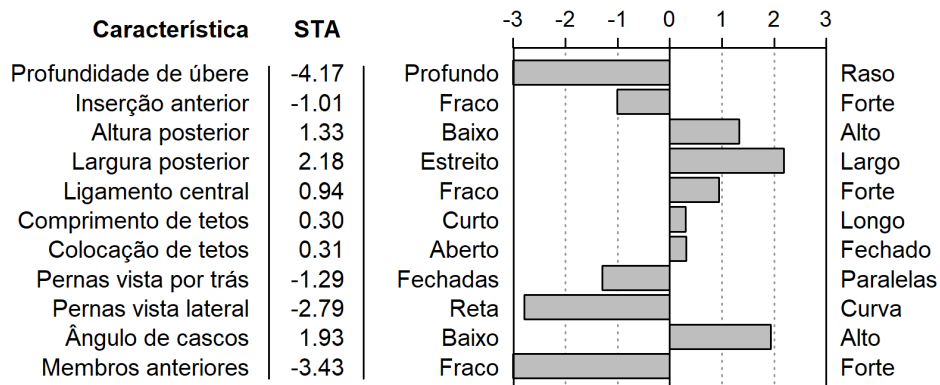 Característica STA -3 -2 -1 0 1 2 3
Profundidade de úbere -4.17 Profundo Raso
Inserção anterior -1.01 Fraco Forte
Altura posterior 1.33 Baixo Alto
Largura posterior 2.18 Estreito Largo
Ligamento central 0.94 Fraco Forte
Comprimento de tetos 0.30 Curto Longo
Colocação de tetos 0.31 Aberto Fechado
Pernas vista por trás -1.29 Fechadas Paralelas
Pernas vista lateral -2.79 Reta Curva
Ângulo de cascos 1.93 Baixo Alto
Membros anteriores -3.43 Fraco Forte